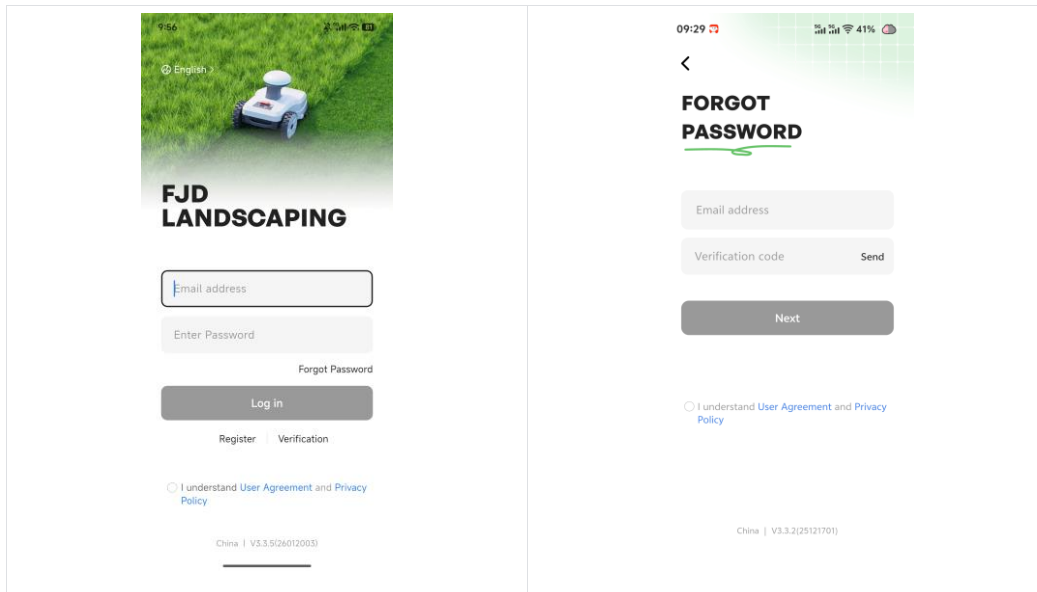 9:56
English >
FJD
LANDSCAPING
Email address
Enter Password
Forgot Password
Log in
Register
Verification
I understand User Agreement and Privacy
Policy
China | V3.3.5(26012003)
09:29
5G 5G 41%
FORGOT
PASSWORD
Email address
Verification code
Send
Next
I understand User Agreement and Privacy
Policy
China | V3.3.2(25121701)